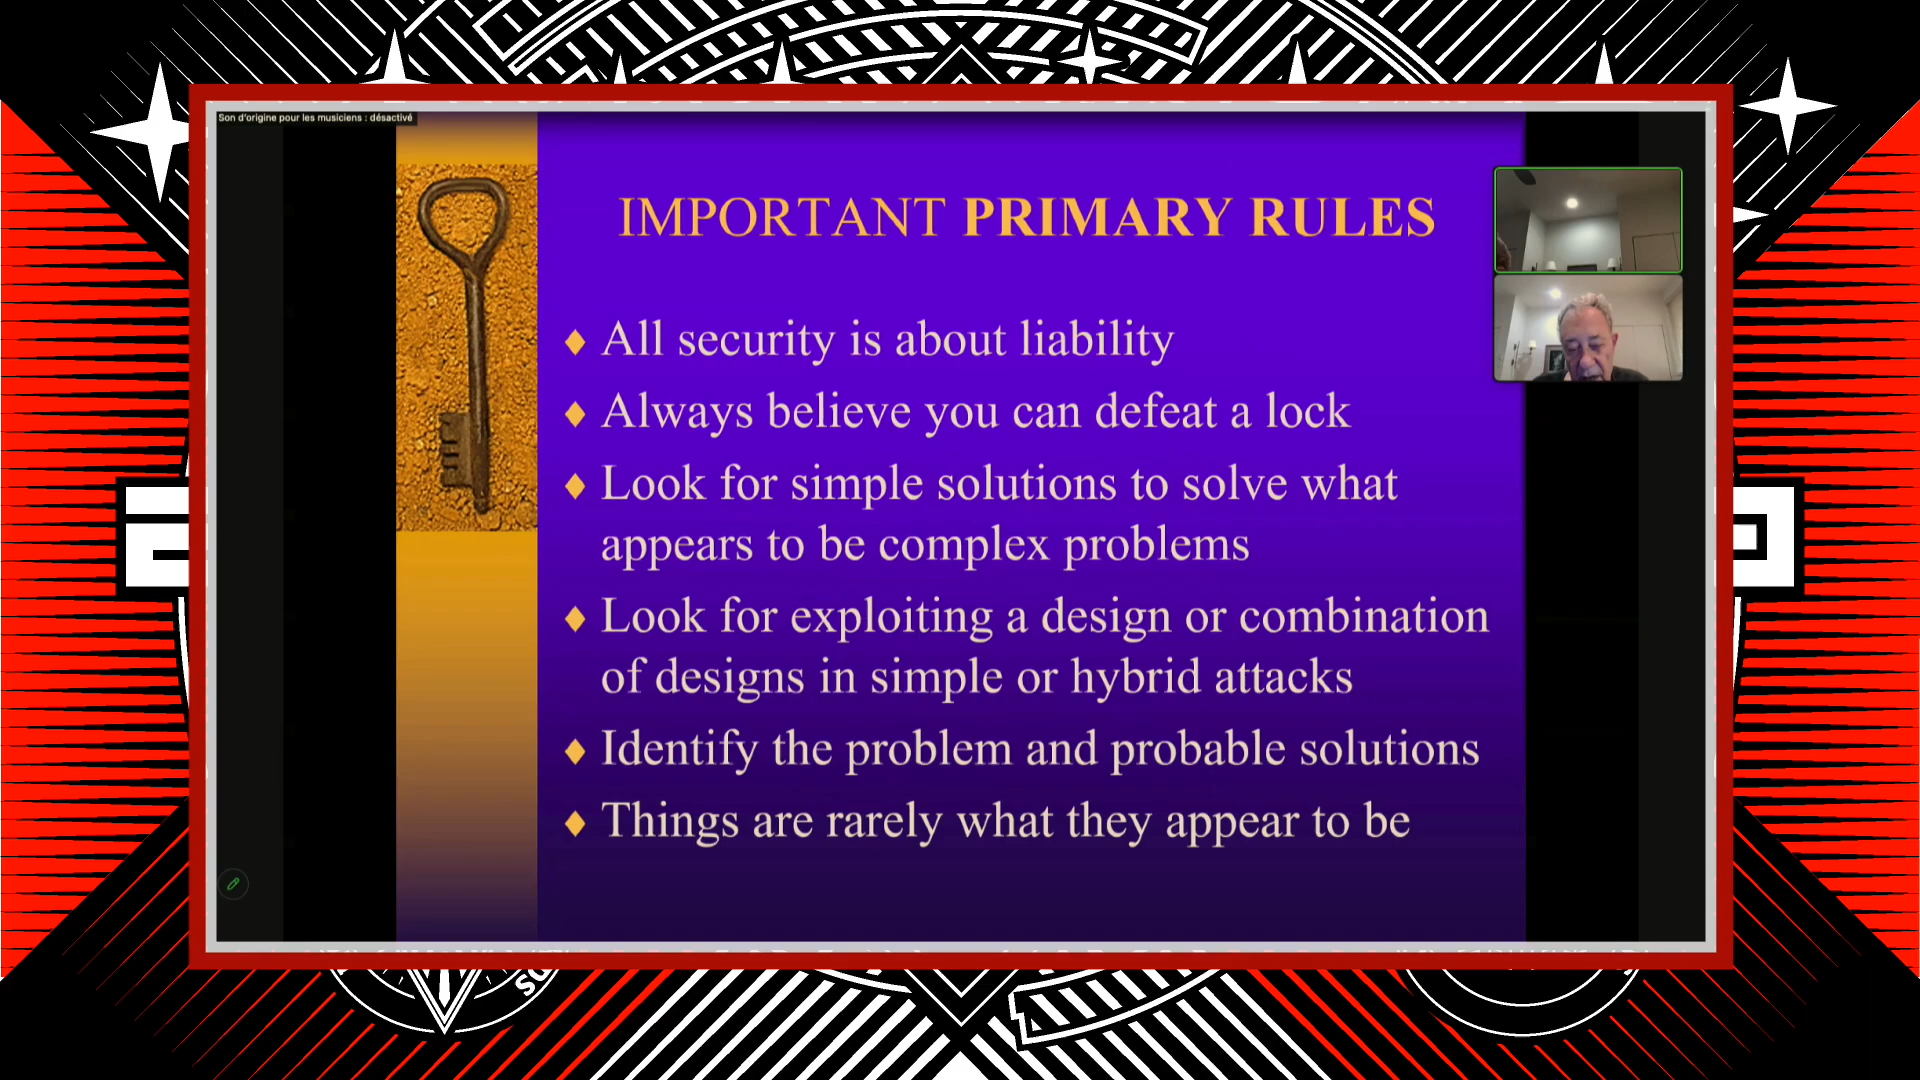 Son d'origine pour les musiciens : désactivé
IMPORTANT PRIMARY RULES
♦ All security is about liability
♦ Always believe you can defeat a lock
♦ Look for simple solutions to solve what
appears to be complex problems
♦ Look for exploiting a design or combination
of designs in simple or hybrid attacks
♦ Identify the problem and probable solutions
♦ Things are rarely what they appear to be